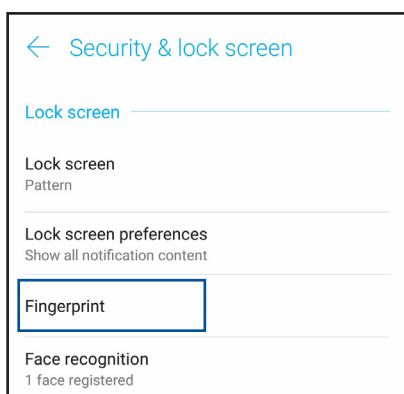 Security & lock screen
Lock screen
Lock screen
Pattern
Lock screen preferences
Show all notification content
Fingerprint
Face recognition
1 face registered